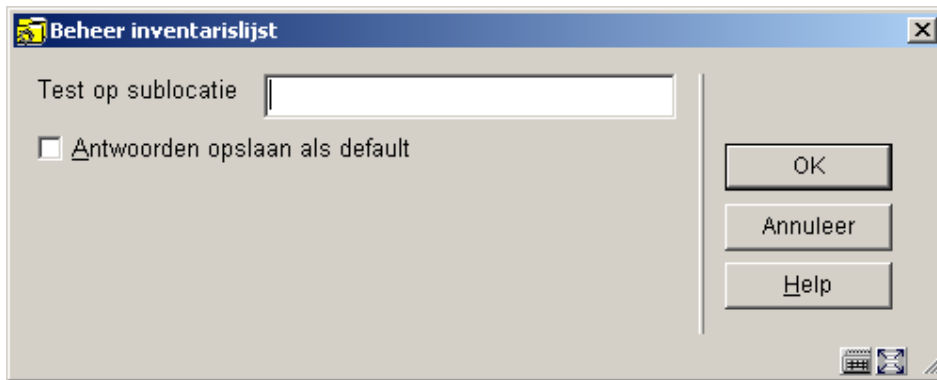 Beheer inventarislijst
Test op sublocatie
Antwoorden opslaan als default
OK
Annuleer
Help